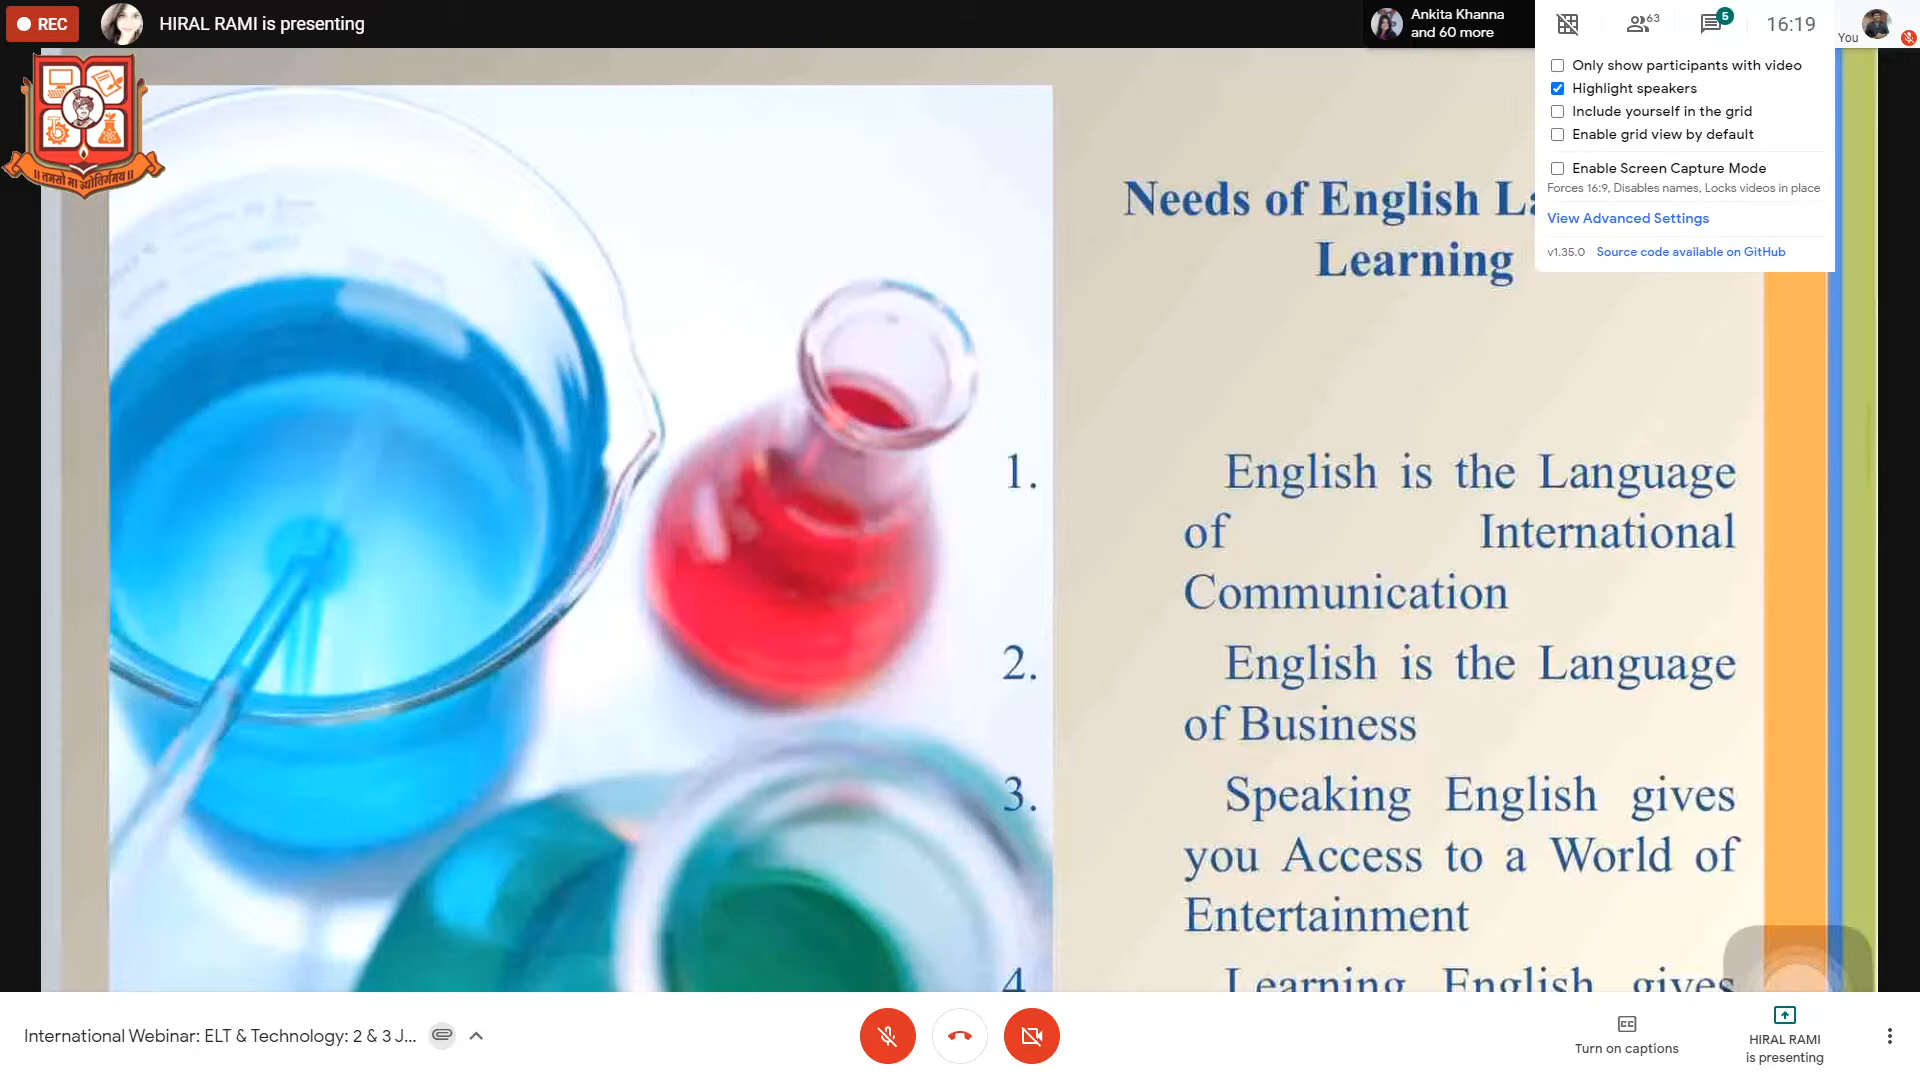 REC
HIRAL RAMI is presenting
Ankita Khanna
and 60 more
63
5
16:19
You
Only show participants with video
Highlight speakers
Include yourself in the grid
Enable grid view by default
Enable Screen Capture Mode
Forces 16:9, Disables names, Locks videos in place
View Advanced Settings
v1.35.0 Source code available on GitHub
॥ तमसो मा ज्योतिर्गमय ॥
Needs of English La
Learning
1. English is the Language
of International
Communication
2. English is the Language
of Business
3. Speaking English gives
you Access to a World of
Entertainment
4 Learning English gives
International Webinar: ELT & Technology: 2 & 3 J...
Turn on captions
HIRAL RAMI
is presenting